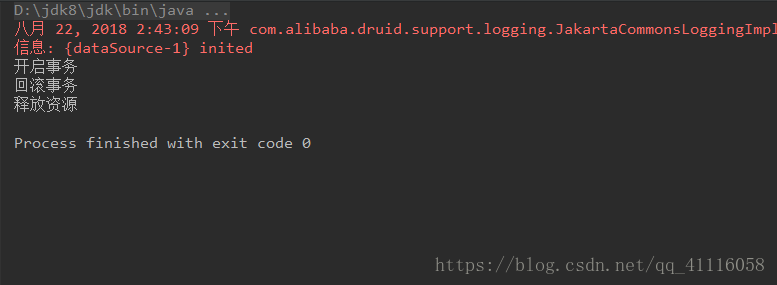 D:\jdk8\jdk\bin\java ...
八月 22, 2018 2:43:09 下午 com.alibaba.druid.support.logging.JakartaCommonsLoggingImpl
信息: {dataSource-1} inited
开启事务
回滚事务
释放资源
Process finished with exit code 0
https://blog.csdn.net/qq_41116058